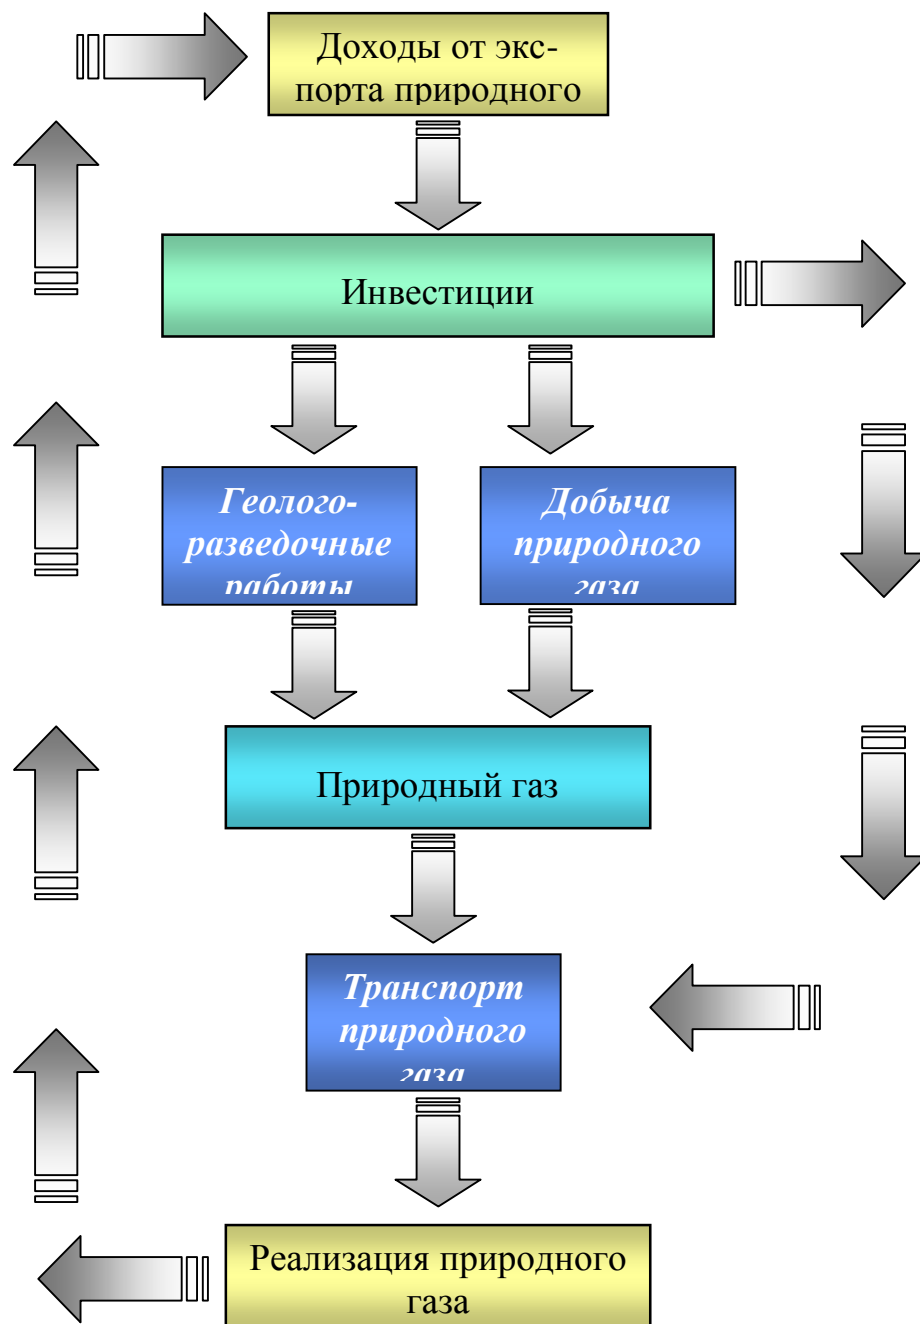 Доходы от экс-
порта природного
Инвестиции
Геолого-
разведочные
работы
Добыча
природного
газа
Природный газ
Транспорт
природного
газа
Реализация природного
газа